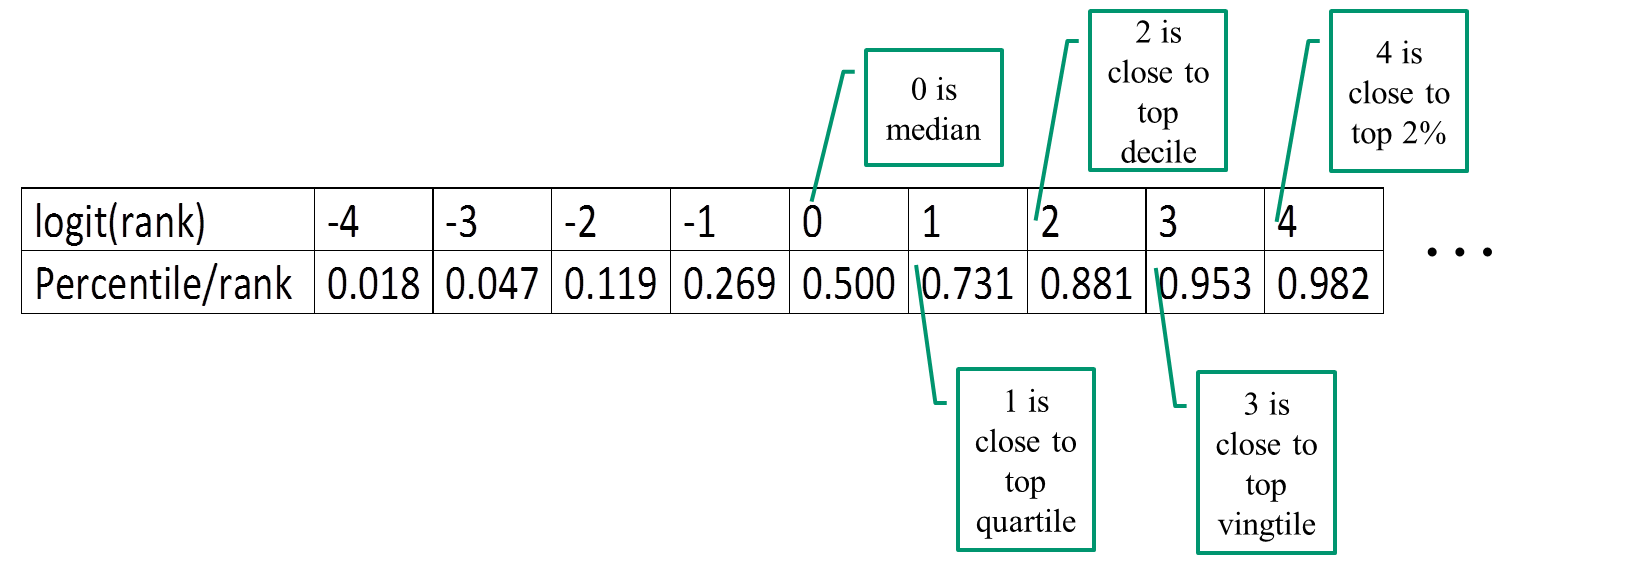 0 is
median
2 is
close to
top
decile
4 is
close to
top 2%
logit(rank) -4 -3 -2 -1 0 1 2 3 4
Percentile/rank 0.018 0.047 0.119 0.269 0.500 0.731 0.881 0.953 0.982
...
1 is
close to
top
quartile
3 is
close to
top
vingtile